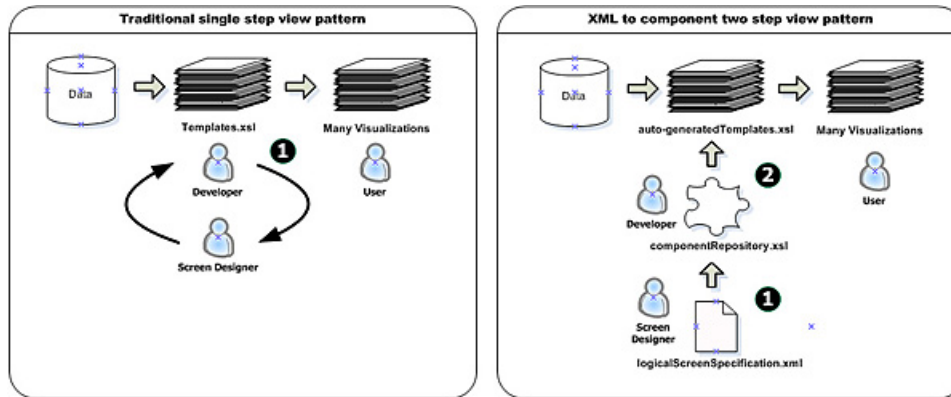 Traditional single step view pattern
Data
Templates.xsl
Many Visualizations
1
Developer
User
Screen Designer
XML to component two step view pattern
Data
auto-generatedTemplates.xsl
Many Visualizations
2
Developer
User
componentRepository.xsl
1
Screen
Designer
logicalScreenSpecification.xml